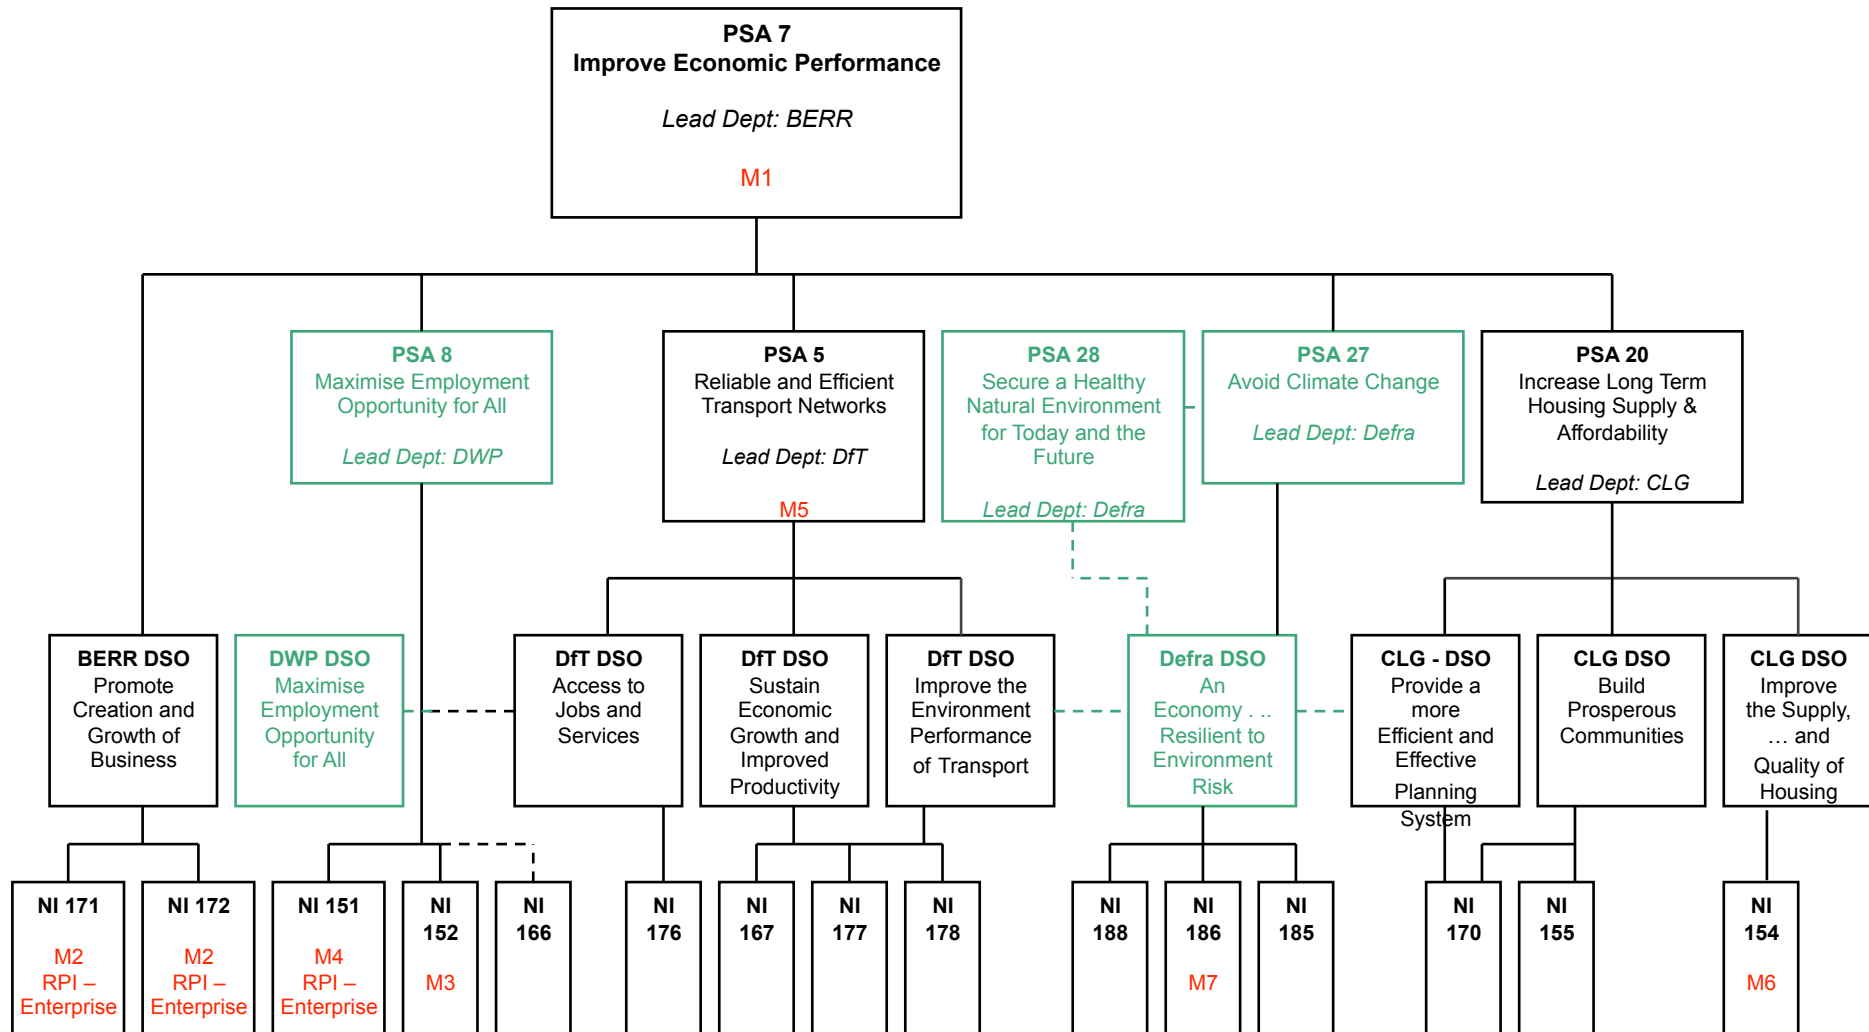 PSA 7
Improve Economic Performance
Lead Dept: BERR
M1
PSA 8
Maximise Employment
Opportunity for All
Lead Dept: DWP
PSA 5
Reliable and Efficient
Transport Networks
Lead Dept: DfT
M5
PSA 28
Secure a Healthy
Natural Environment
for Today and the
Future
Lead Dept: Defra
PSA 27
Avoid Climate Change
Lead Dept: Defra
PSA 20
Increase Long Term
Housing Supply &
Affordability
Lead Dept: CLG
BERR DSO
Promote
Creation and
Growth of
Business
DWP DSO
Maximise
Employment
Opportunity
for All
DfT DSO
Access to
Jobs and
Services
DfT DSO
Sustain
Economic
Growth and
Improved
Productivity
DfT DSO
Improve the
Environment
Performance
of Transport
Defra DSO
An
Economy . ..
Resilient to
Environment
Risk
CLG - DSO
Provide a
more
Efficient and
Effective
Planning
System
CLG DSO
Build
Prosperous
Communities
CLG DSO
Improve
the Supply,
… and
Quality of
Housing
NI 171
M2
RPI –
Enterprise
NI 172
M2
RPI –
Enterprise
NI 151
M4
RPI –
Enterprise
NI
152
M3
NI
166
NI
176
NI
167
NI
177
NI
178
NI
188
NI
186
M7
NI
185
NI
170
NI
155
NI
154
M6